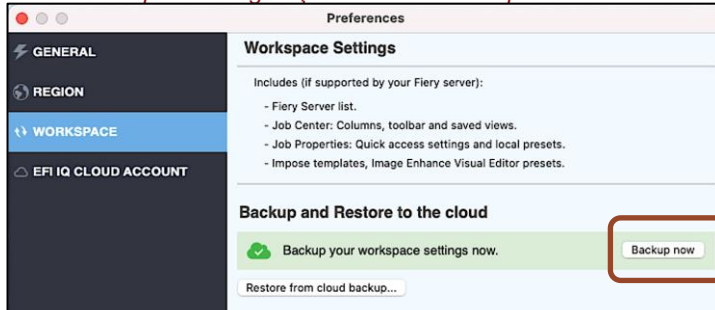 Preferences
GENERAL
REGION
WORKSPACE
EFI IQ CLOUD ACCOUNT
Workspace Settings
Includes (if supported by your Fiery server):
- Fiery Server list.
- Job Center: Columns, toolbar and saved views.
- Job Properties: Quick access settings and local presets.
- Impose templates, Image Enhance Visual Editor presets.
Backup and Restore to the cloud
Backup your workspace settings now.
Backup now
Restore from cloud backup...